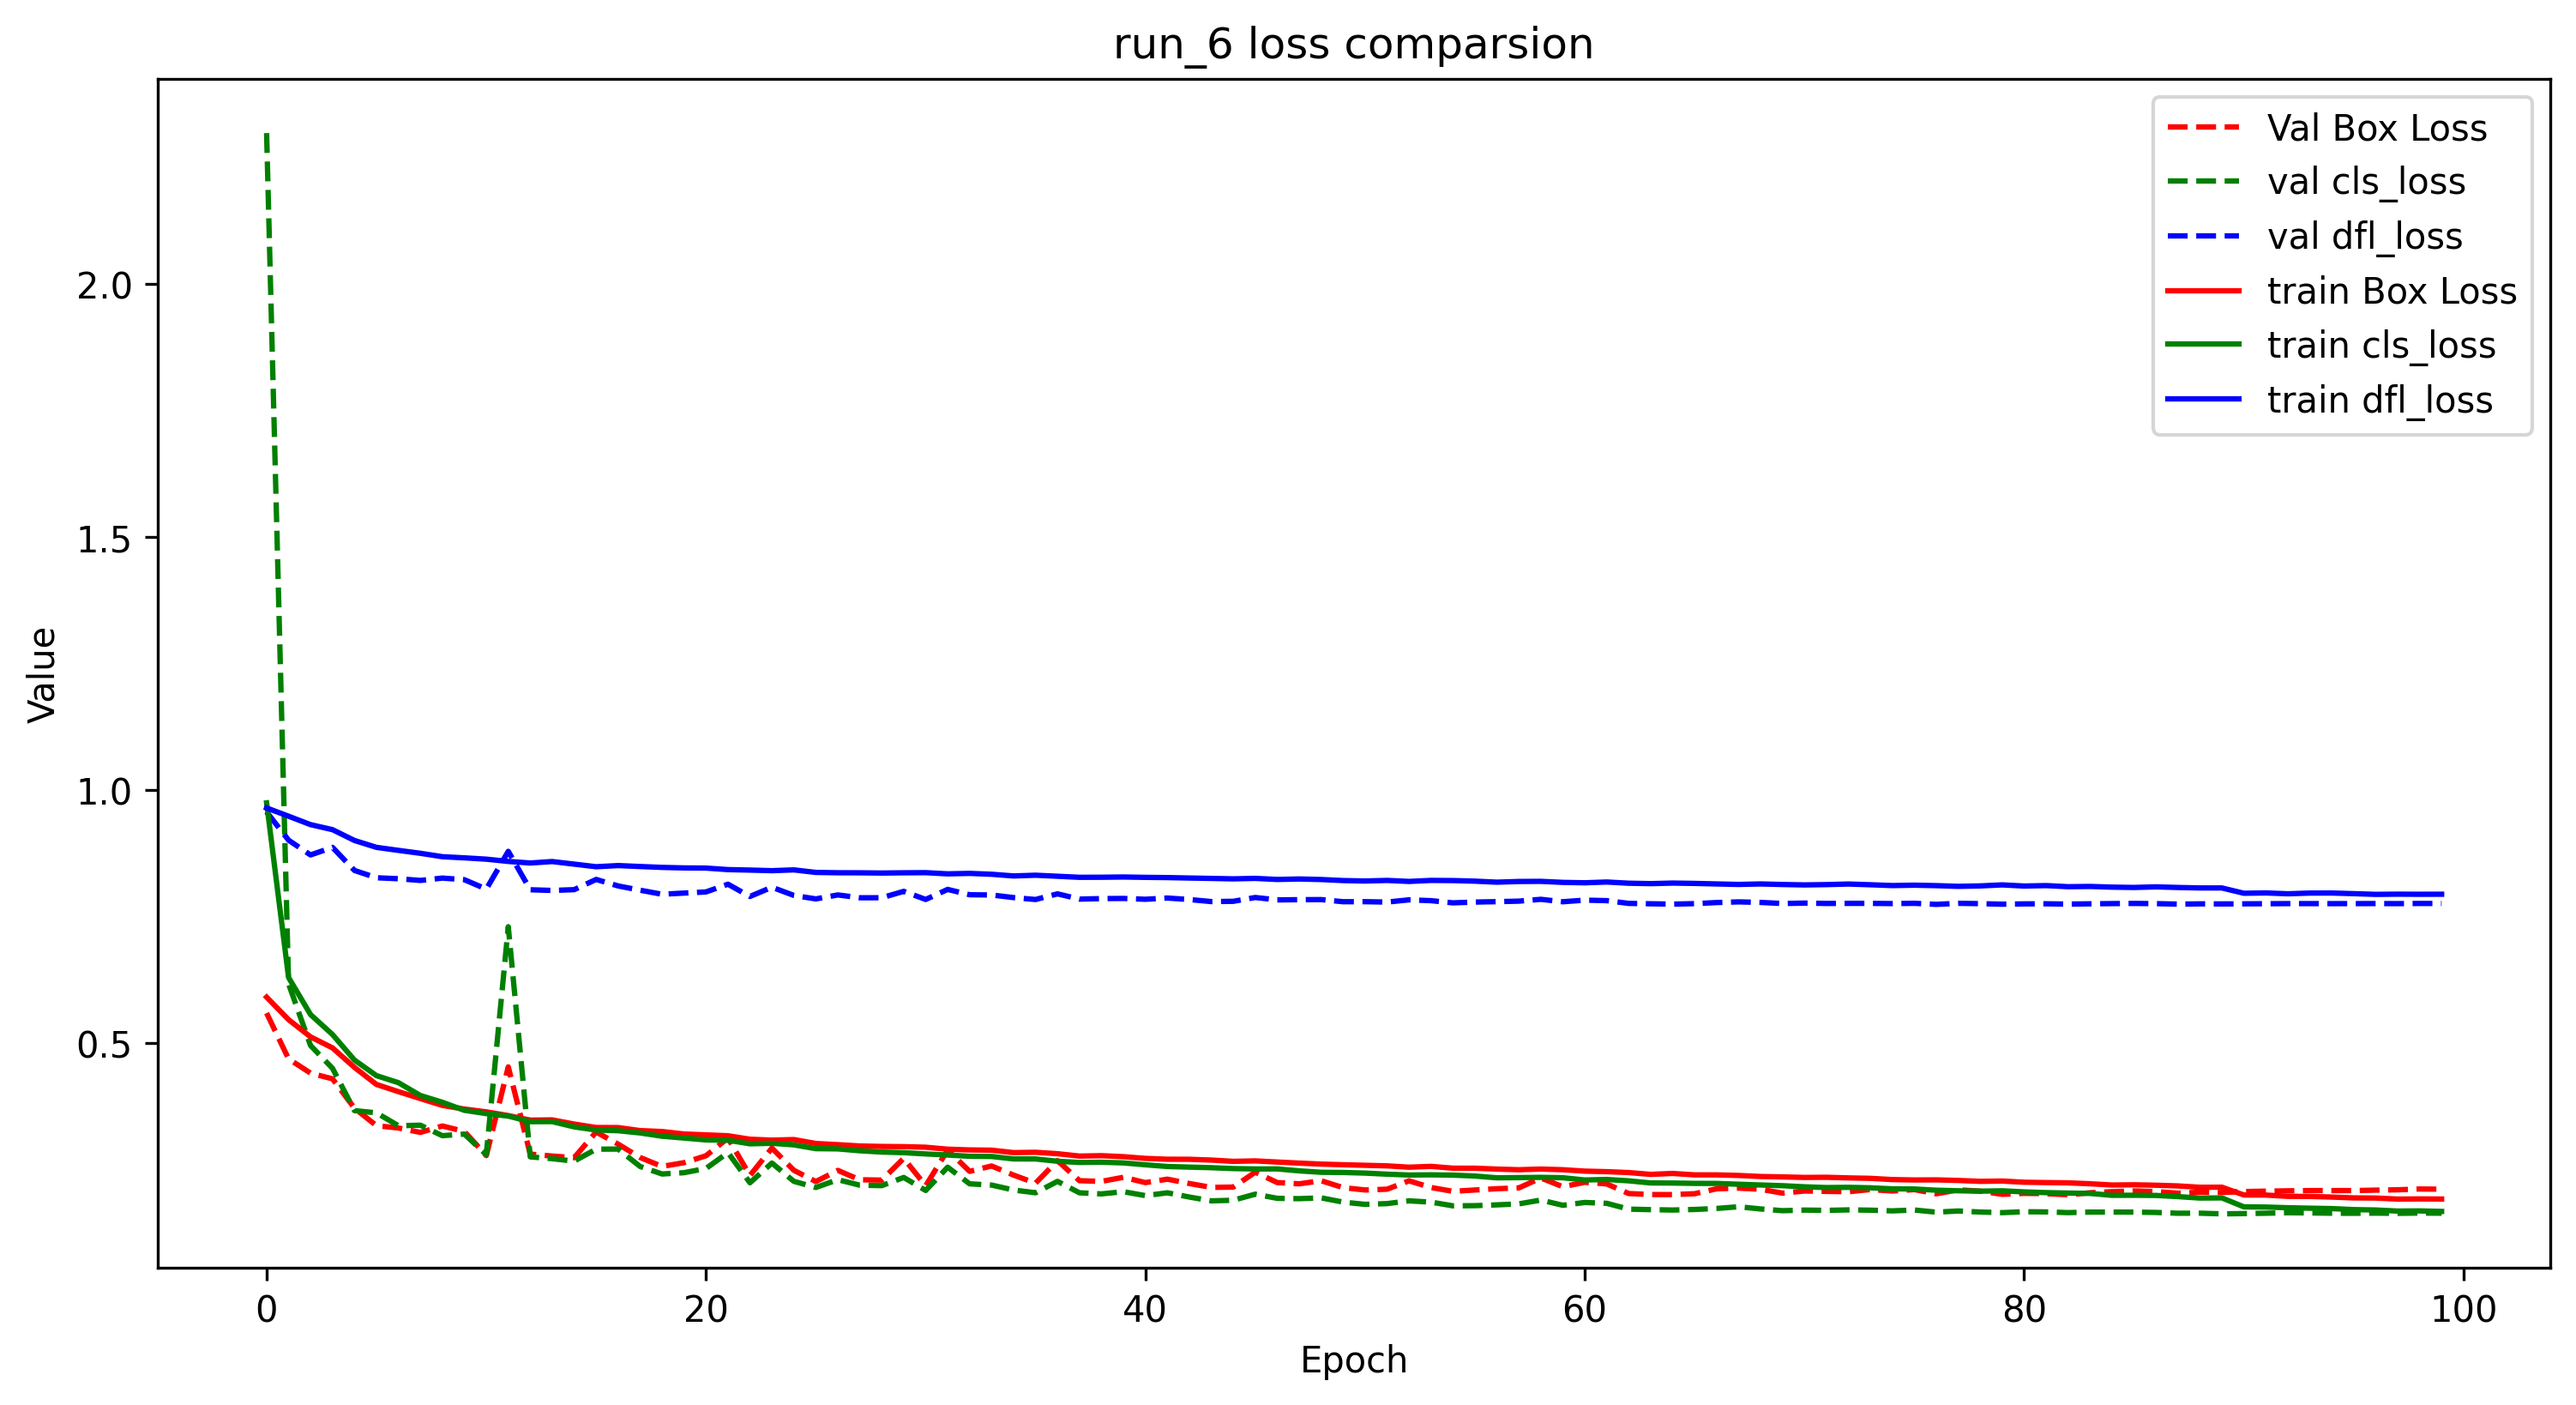 run_6 loss comparsion
Val Box Loss
val cls_loss
val dfl_loss
train Box Loss
train cls_loss
train dfl_loss
Value
2.0
1.5
1.0
0.5
0 20 40 60 80 100
Epoch